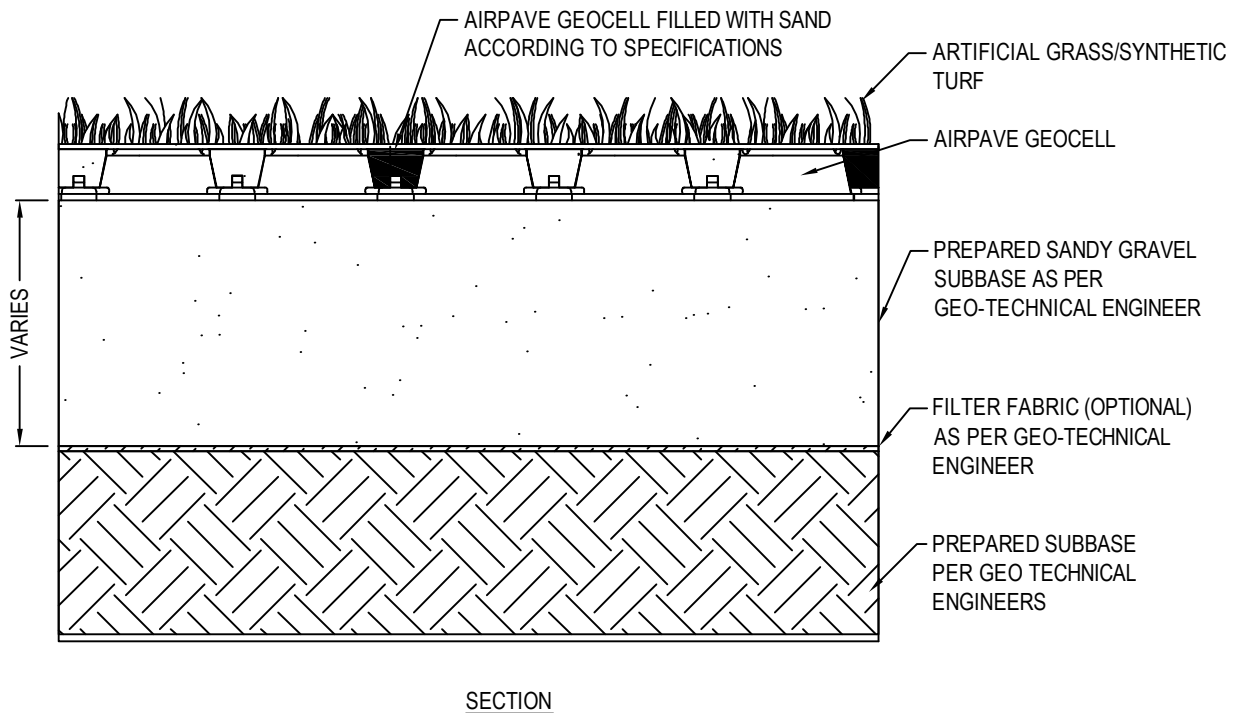 AIRPAVE GEOCELL FILLED WITH SAND
ACCORDING TO SPECIFICATIONS
ARTIFICIAL GRASS/SYNTHETIC
TURF
AIRPAVE GEOCELL
PREPARED SANDY GRAVEL
SUBBASE AS PER
GEO-TECHNICAL ENGINEER
VARIES
FILTER FABRIC (OPTIONAL)
AS PER GEO-TECHNICAL
ENGINEER
PREPARED SUBBASE
PER GEO TECHNICAL
ENGINEERS
SECTION